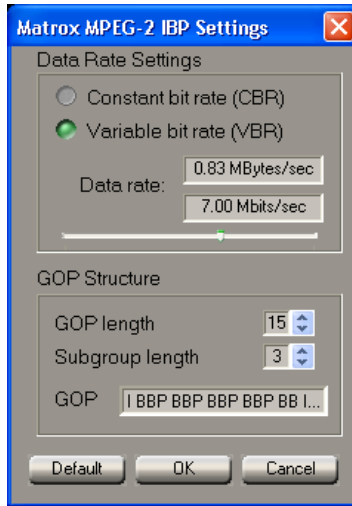 Matrox MPEG-2 IBP Settings
Data Rate Settings
Constant bit rate (CBR)
Variable bit rate (VBR)
Data rate:
0.83 MBytes/sec
7.00 Mbits/sec
GOP Structure
GOP length 15
Subgroup length 3
GOP I BBP BBP BBP BBP BB I...
Default OK Cancel